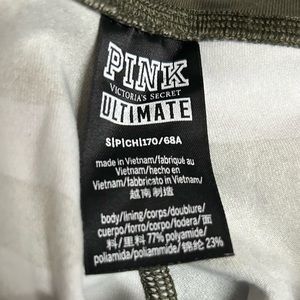 PINK
VICTORIA'S SECRET
ULTIMATE
S|P|CH|170/68A
made in Vietnam/fabriqué au
Vietnam/hecho en
Vietnam/fabbricato in Vietnam/
越南制造
body/lining/corps/doublure/
cuerpo/forro/corpo/fodera/面
料/里料 77% polyamide/
poliamida/poliammide/锦纶 23%